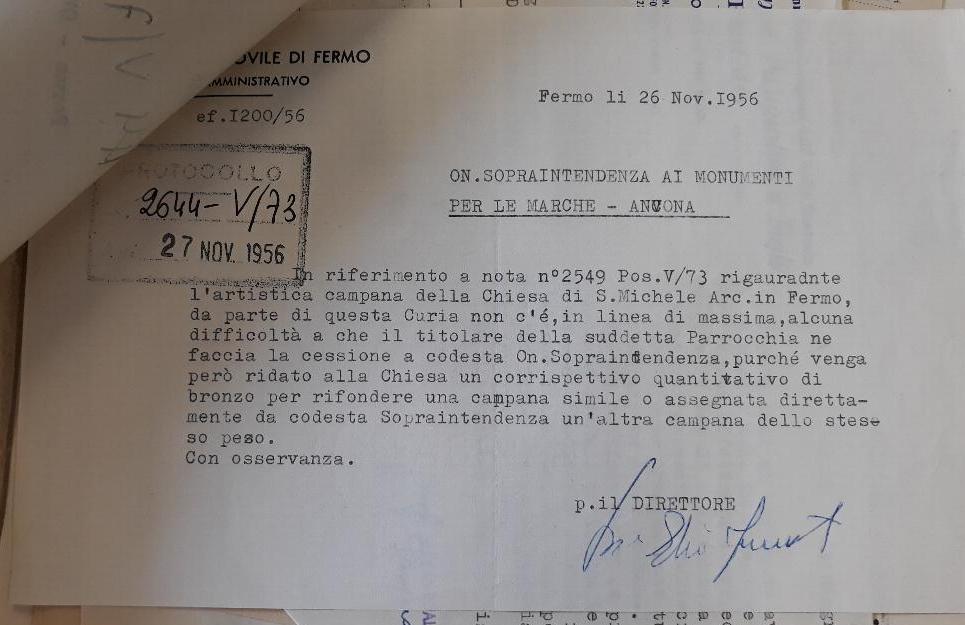 OVILE DI FERMO
MMINISTRATIVO
ef.I200/56
Fermo li 26 Nov.I956
PROTOCOLLO
2644-V/73
27 NOV. 1956
ON.SOPRAINTENDENZA AI MONUMENTI
PER LE MARCHE - ANCONA
In riferimento a nota n°2549 Pos.V/73 rigauradnte
l'artistica campana della Chiesa di S.Michele Arc.in Fermo,
da parte di questa Curia non c'é,in linea di massima,alcuna
difficoltà a che il titolare della suddetta Parrocchia ne
faccia la cessione a codesta On.Sopraintendenza,purché venga
però ridato alla Chiesa un corrispettivo quantitativo di
bronzo per rifondere una campana simile o assegnata diretta-
mente da codesta Sopraintendenza un'altra campana dello stese
so peso.
Con osservanza.
p.il DIRETTORE